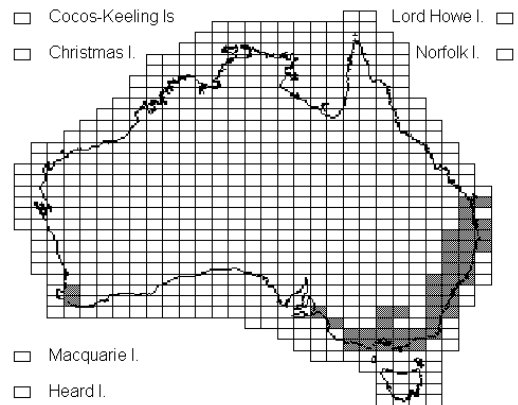 Cocos-Keeling Is
Lord Howe I.
Christmas I.
Norfolk I.
Macquarie I.
Heard I.